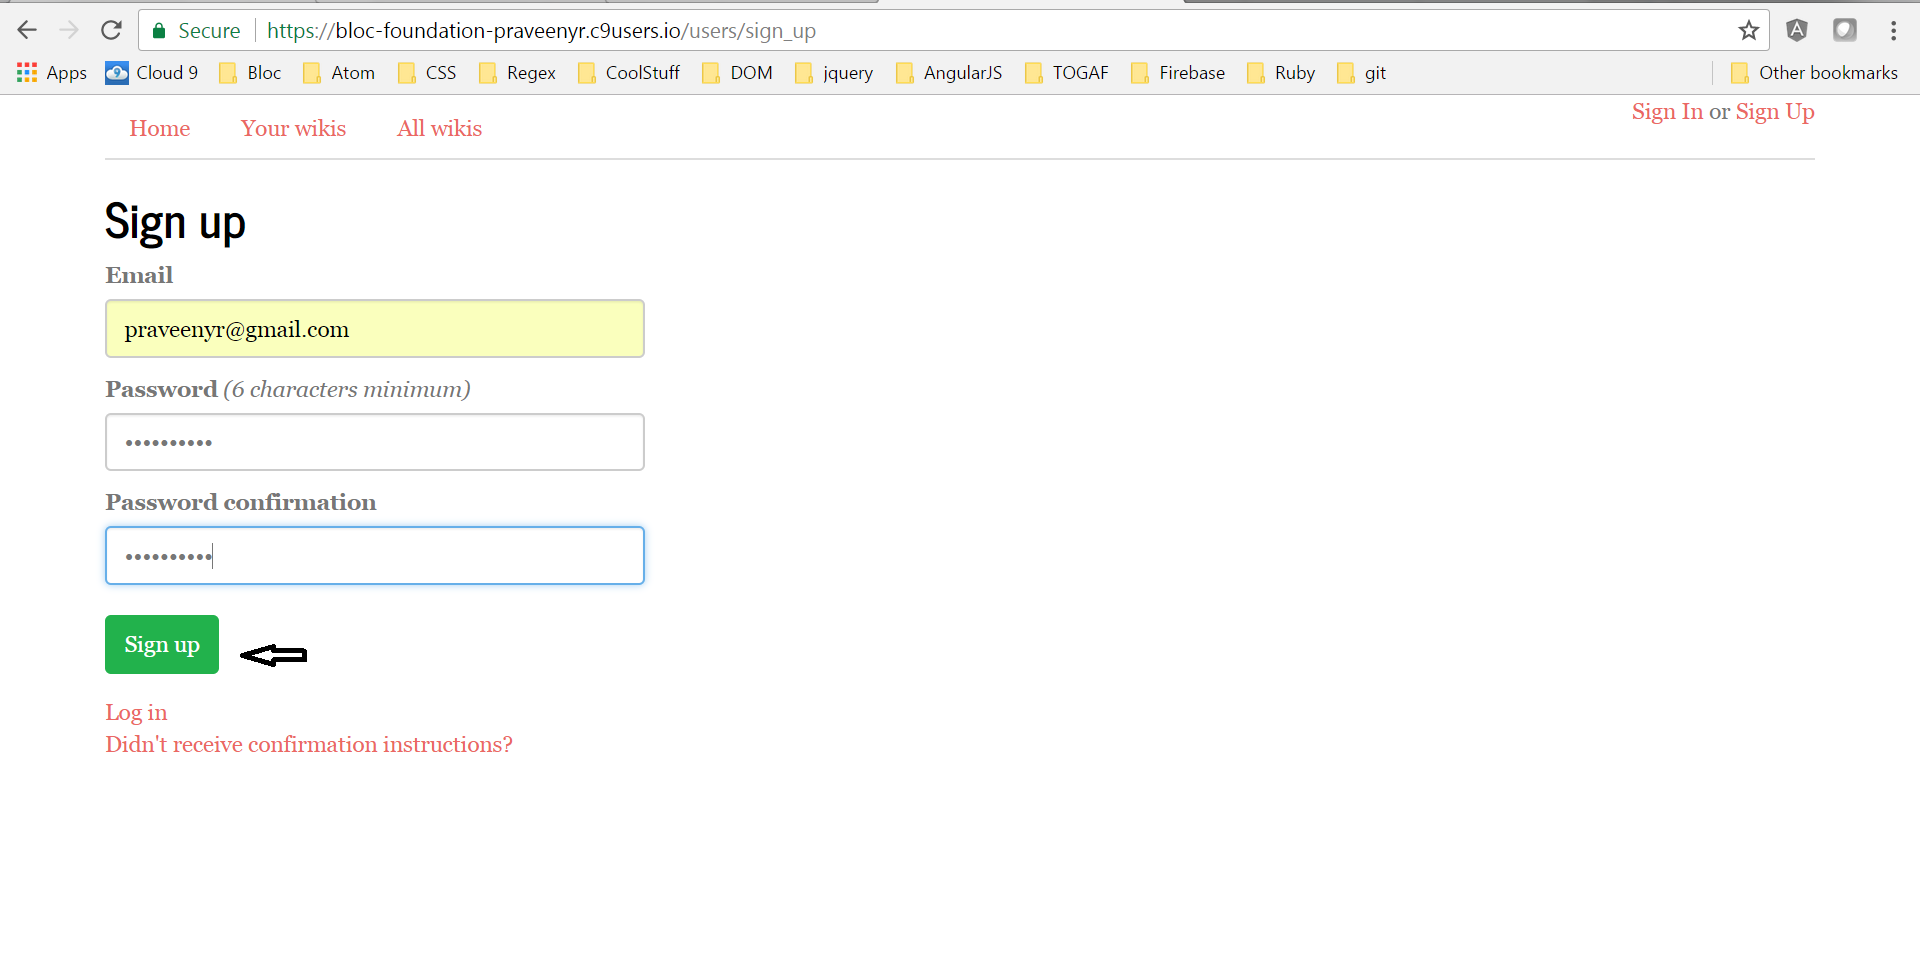 Secure https://bloc-foundation-praveenyr.c9users.io/users/sign_up
Apps Cloud 9 Bloc Atom CSS Regex CoolStuff DOM jquery AngularJS TOGAF Firebase Ruby git Other bookmarks
Home Your wikis All wikis Sign In or Sign Up
Sign up
Email
praveenyr@gmail.com
Password (6 characters minimum)
••••••••••
Password confirmation
••••••••••
Sign up
Log in
Didn't receive confirmation instructions?